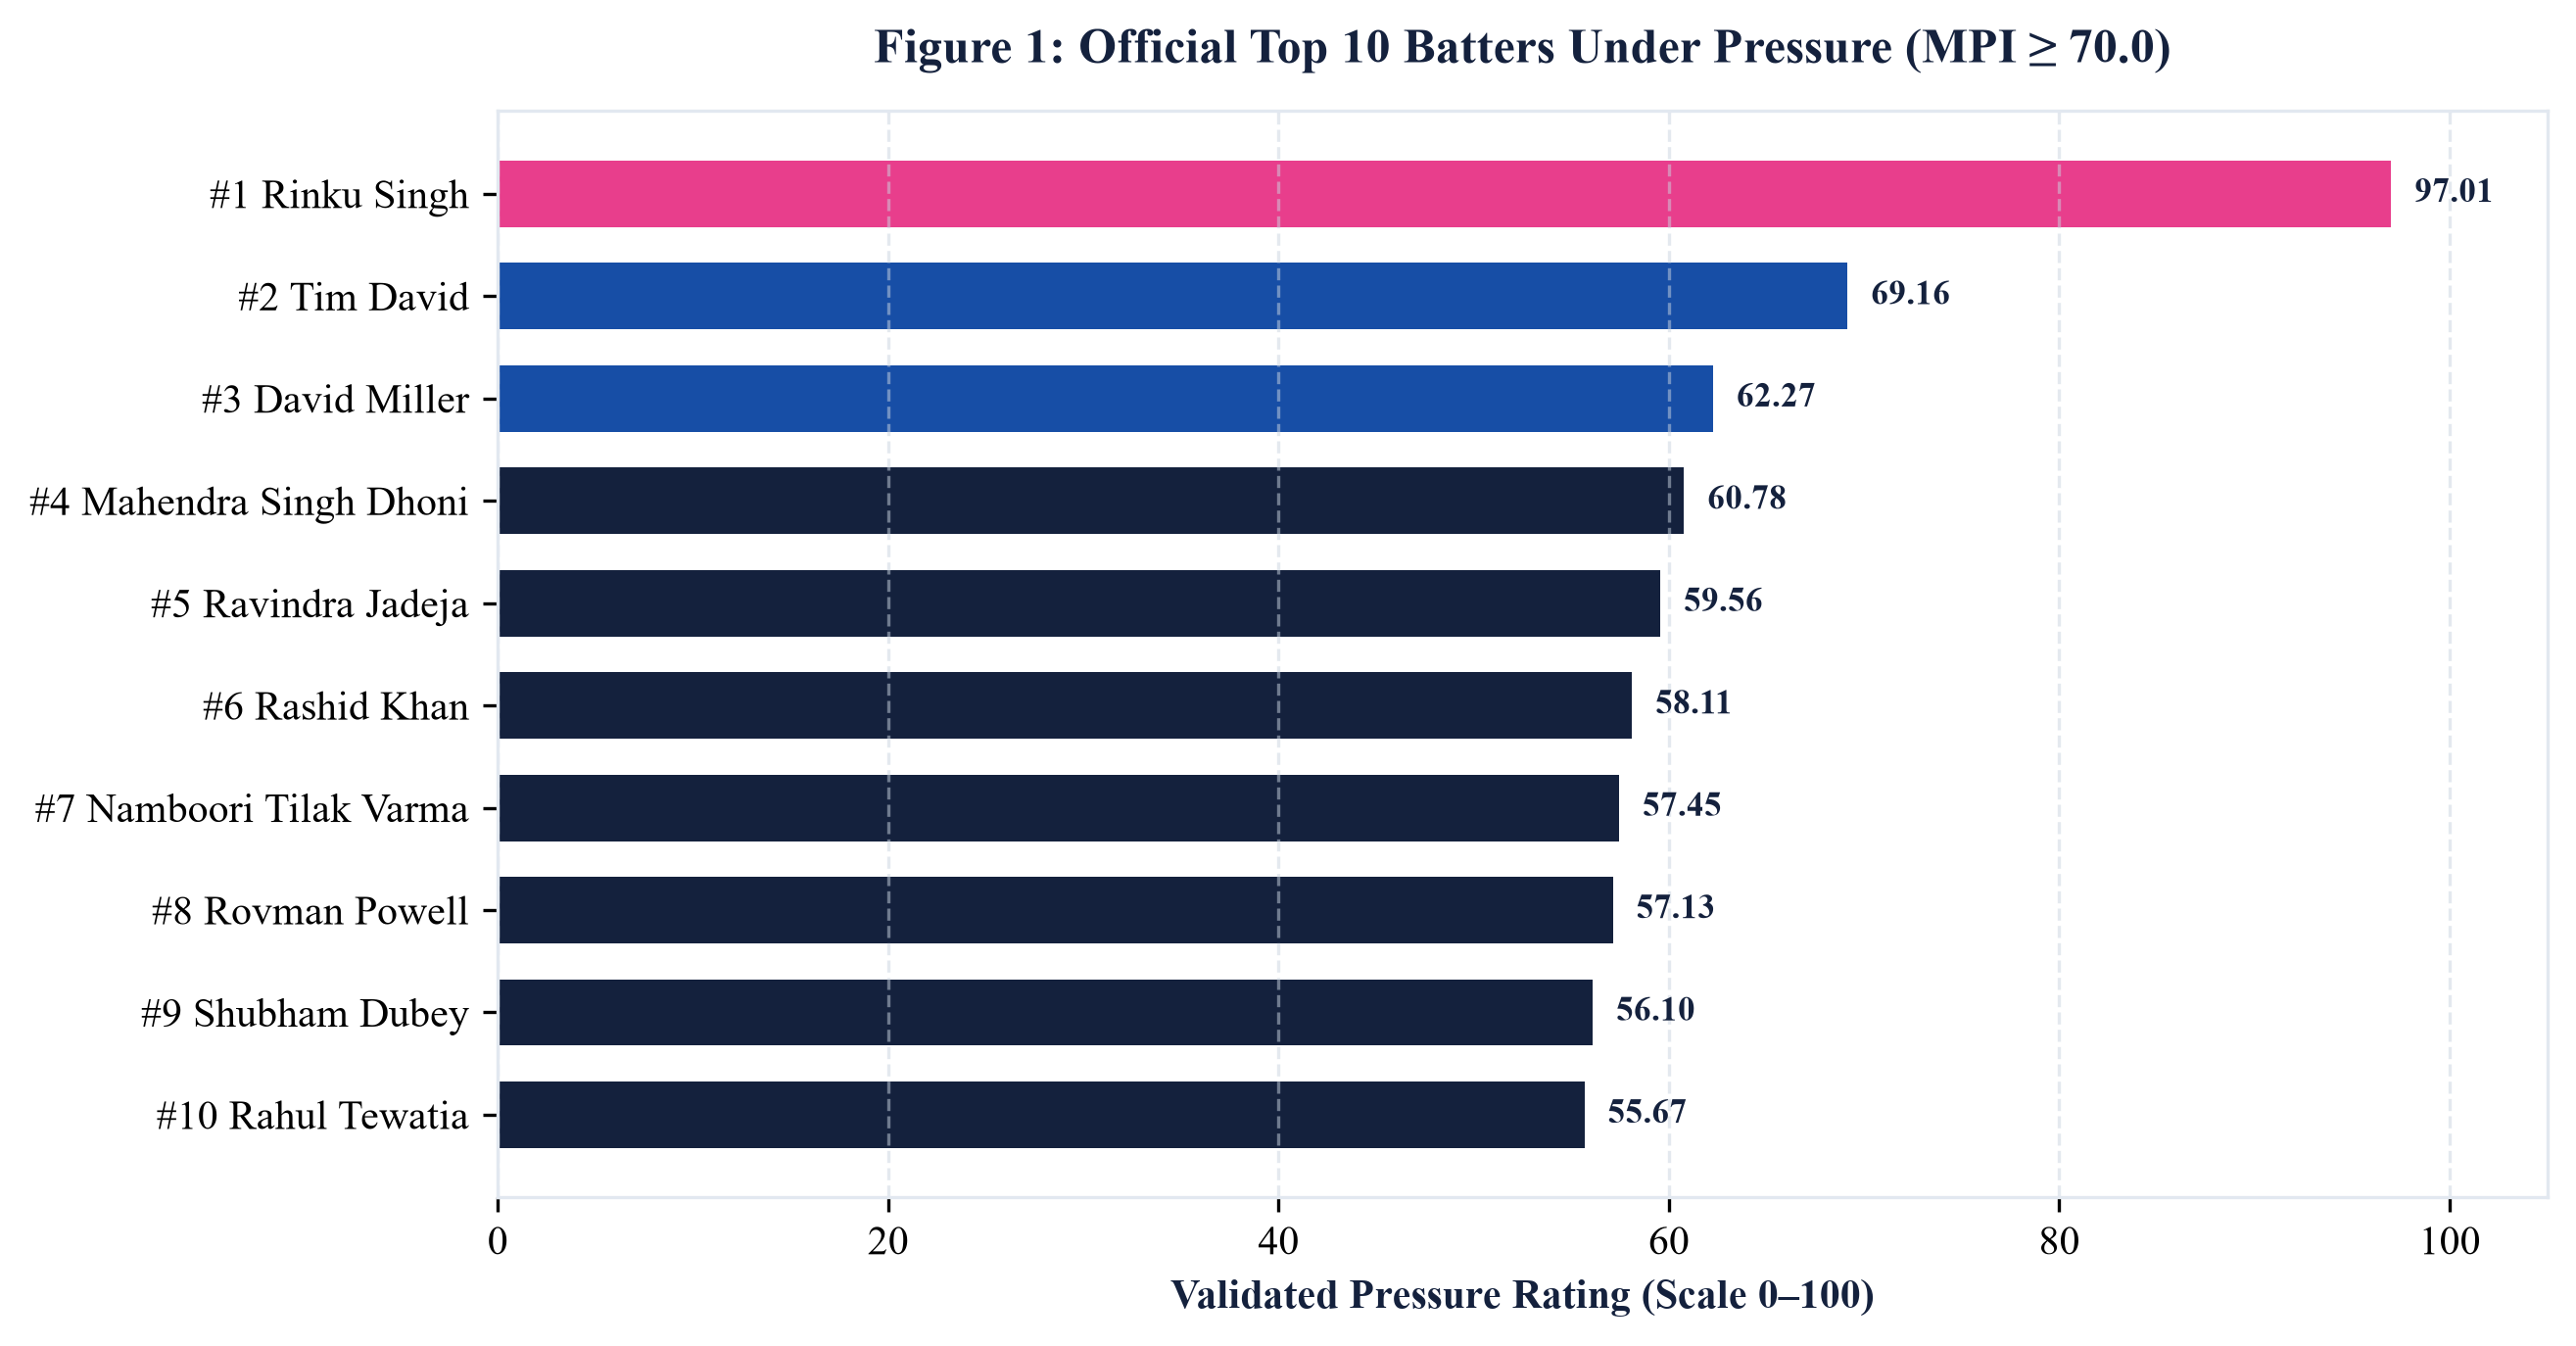 Figure 1: Official Top 10 Batters Under Pressure (MPI ≥ 70.0)
#1 Rinku Singh 97.01
#2 Tim David 69.16
#3 David Miller 62.27
#4 Mahendra Singh Dhoni 60.78
#5 Ravindra Jadeja 59.56
#6 Rashid Khan 58.11
#7 Namboori Tilak Varma 57.45
#8 Rovman Powell 57.13
#9 Shubham Dubey 56.10
#10 Rahul Tewatia 55.67
0 20 40 60 80 100
Validated Pressure Rating (Scale 0–100)